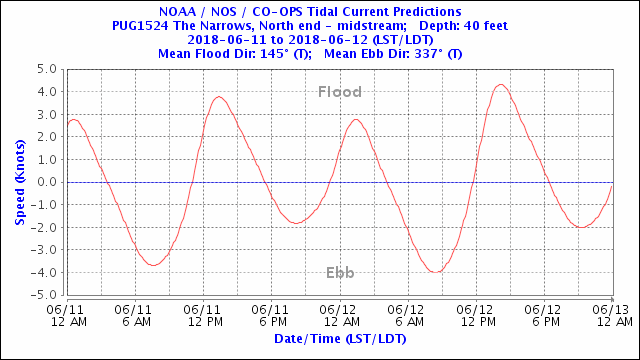 NOAA / NOS / CO-OPS Tidal Current Predictions
PUG1524 The Narrows, North end - midstream;   Depth: 40 feet
2018-06-11 to 2018-06-12 (LST/LDT)
Mean Flood Dir: 145° (T);   Mean Ebb Dir: 337° (T)
5.0
4.0
3.0
2.0
1.0
0.0
-1.0
-2.0
-3.0
-4.0
-5.0
Speed (Knots)
Flood
Ebb
06/11 06/11 06/11 06/11 06/12 06/12 06/12 06/12 06/13
12 AM 6 AM 12 PM 6 PM 12 AM 6 AM 12 PM 6 PM 12 AM
Date/Time (LST/LDT)